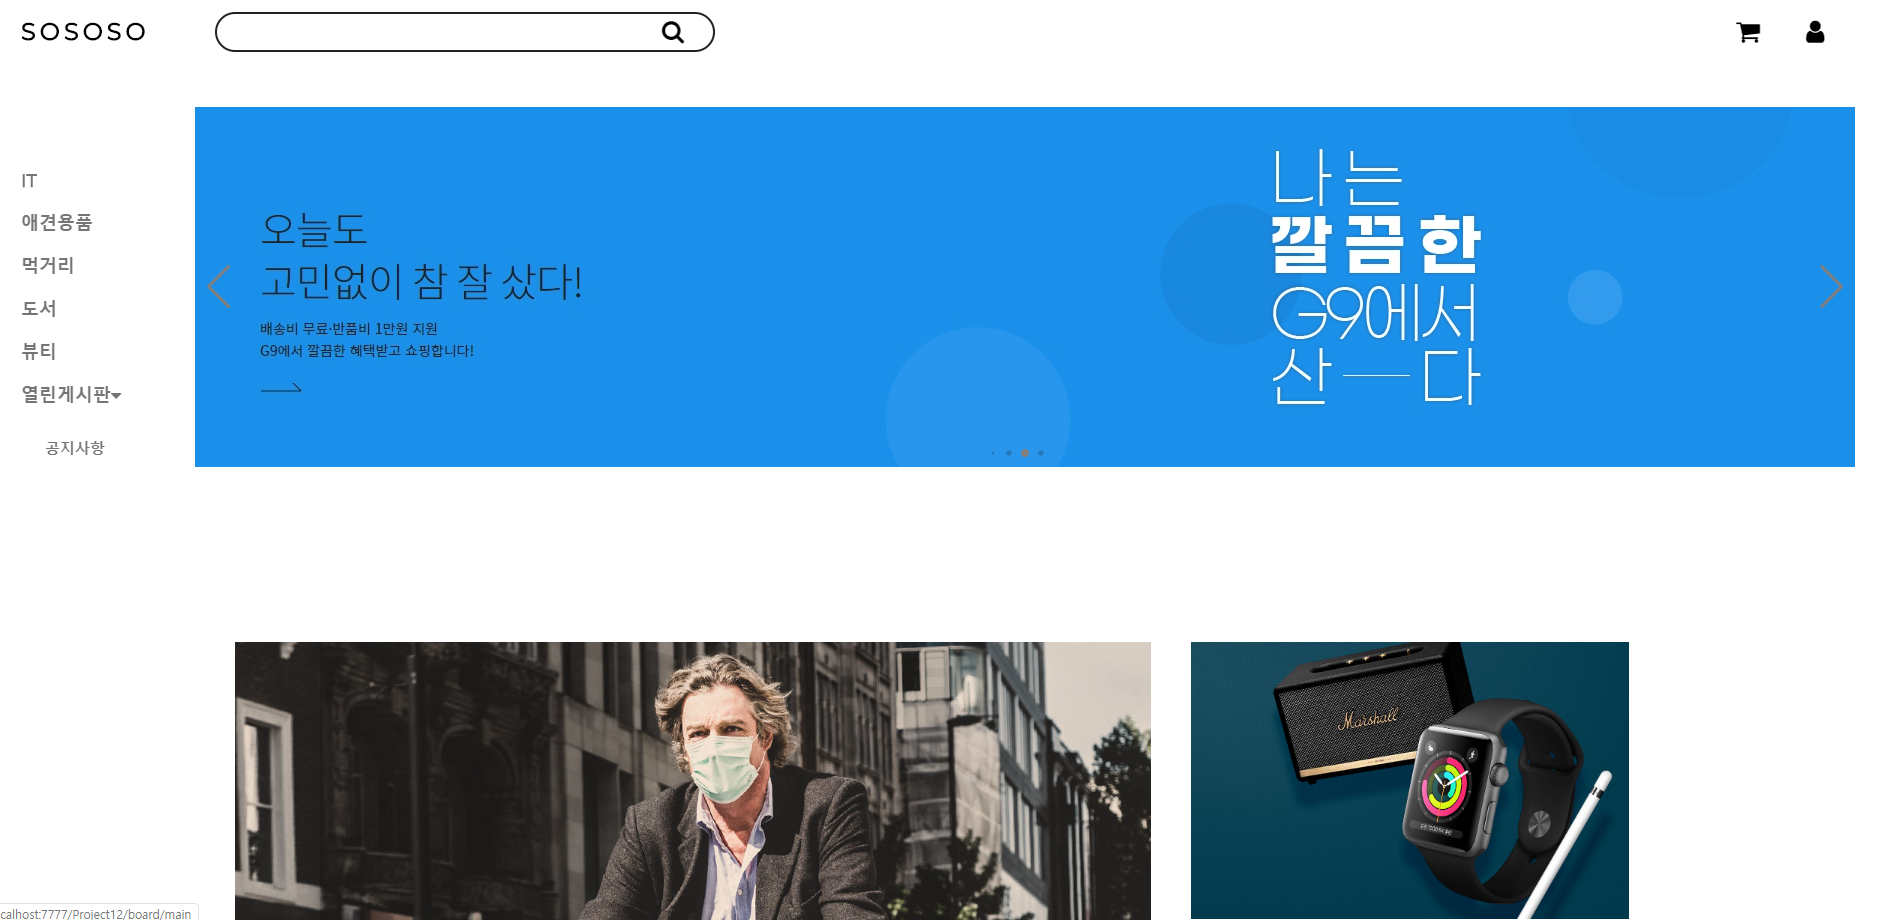 SOSOSO
IT
애견용품
먹거리
도서
뷰티
열린게시판
공지사항
오늘도
고민없이 참 잘 샀다!
배송비 무료·반품비 1만원 지원
G9에서 깔끔한 혜택받고 쇼핑합니다!
나는
깔끔한
G9에서
산다
Marshall
calhost:7777/Project12/board/main